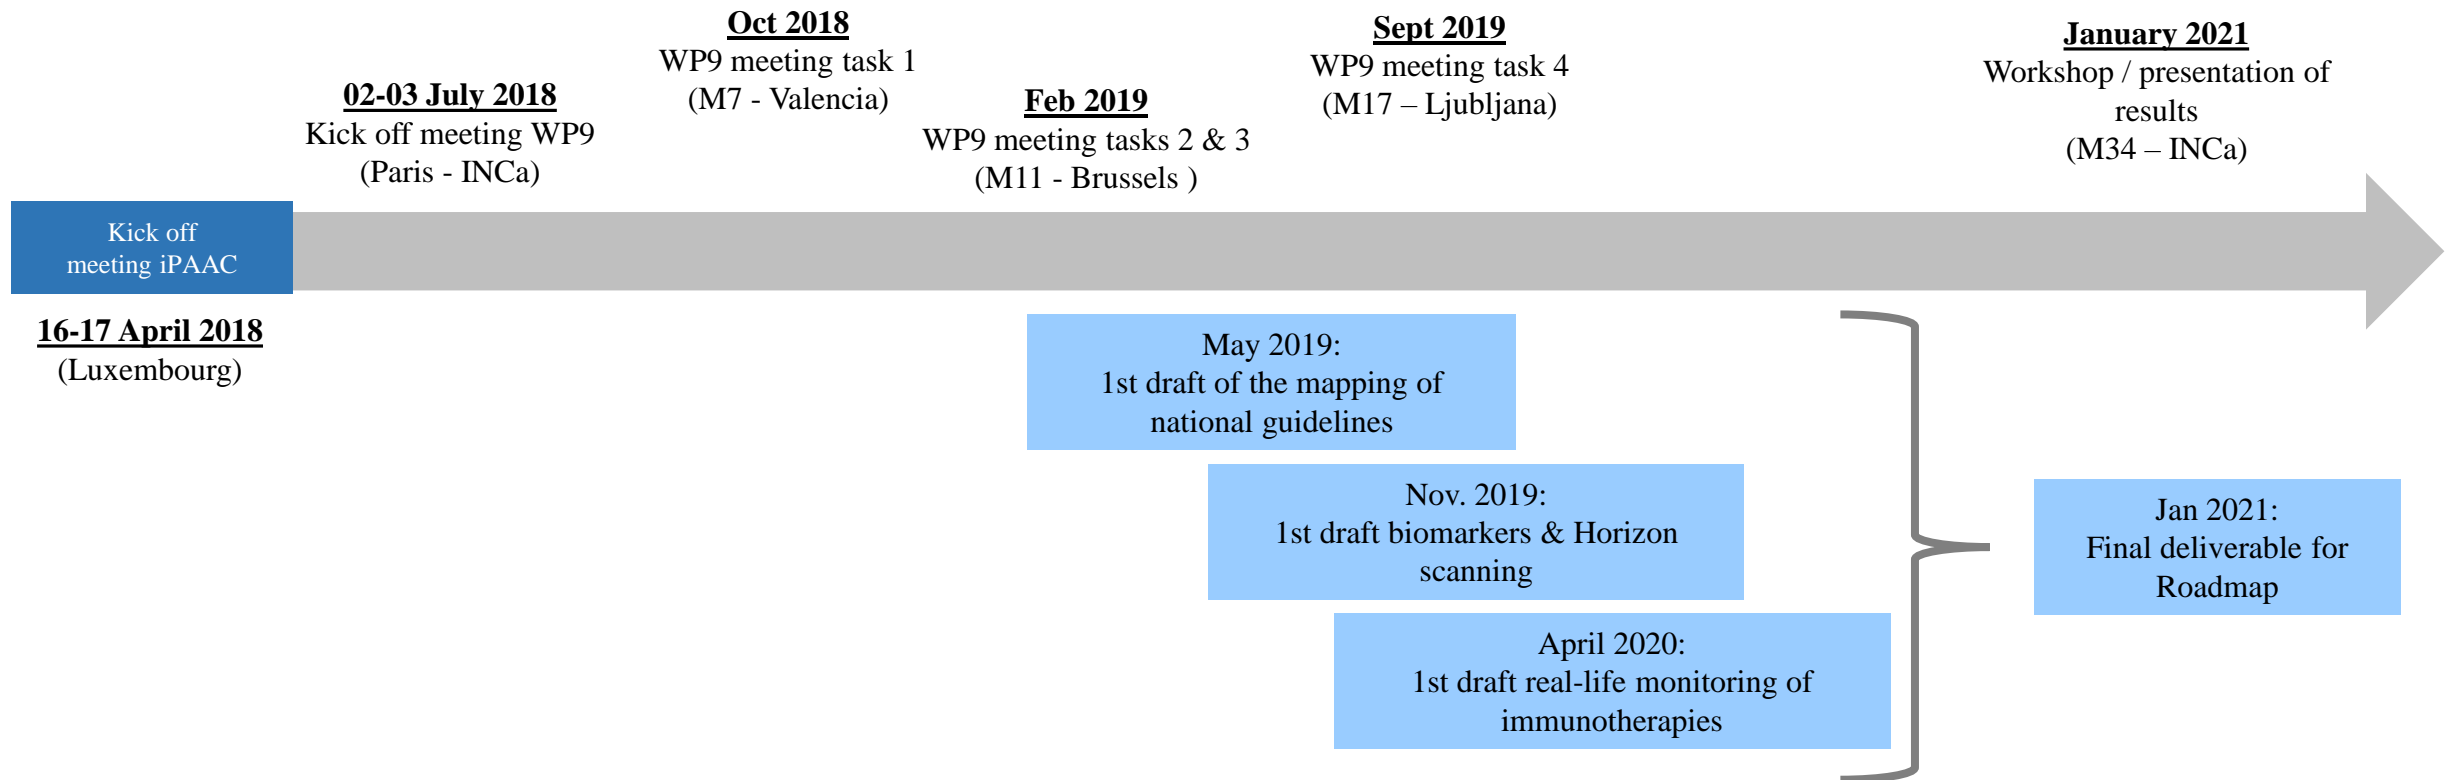 Oct 2018
WP9 meeting task 1
(M7 - Valencia)
Sept 2019
WP9 meeting task 4
(M17 – Ljubljana)
January 2021
Workshop / presentation of
results
(M34 – INCa)
02-03 July 2018
Kick off meeting WP9
(Paris - INCa)
Feb 2019
WP9 meeting tasks 2 & 3
(M11 - Brussels )
Kick off
meeting iPAAC
16-17 April 2018
(Luxembourg)
May 2019:
1st draft of the mapping of
national guidelines
Nov. 2019:
1st draft biomarkers & Horizon
scanning
April 2020:
1st draft real-life monitoring of
immunotherapies
Jan 2021:
Final deliverable for
Roadmap